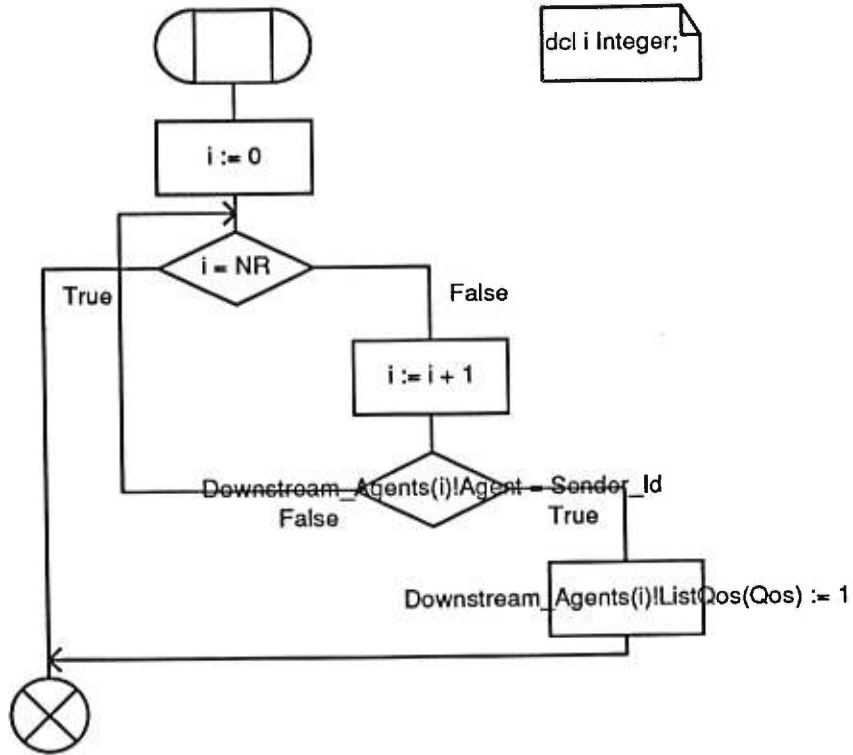 dcl i Integer;
i := 0
i = NR
True
False
i := i + 1
Downstream_Agents(i)!Agent = Sender_Id
False
True
Downstream_Agents(i)!ListQos(Qos) := 1